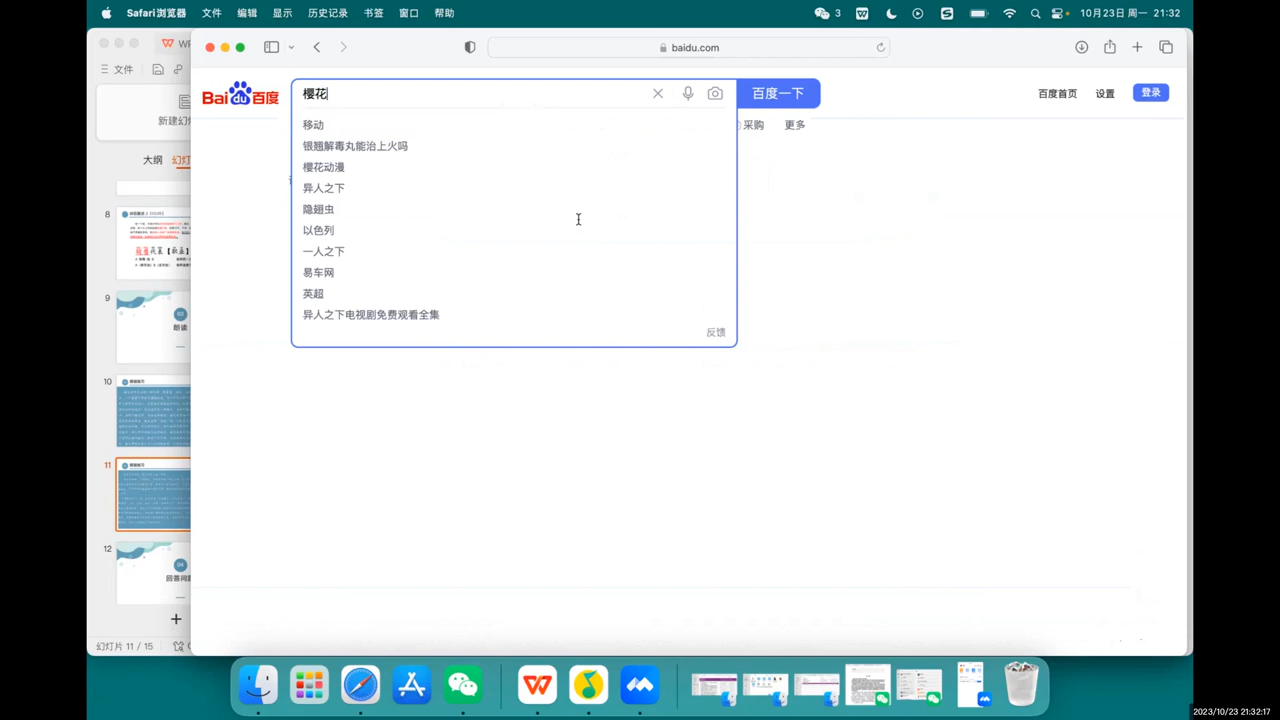 Safari浏览器 文件 编辑 显示 历史记录 书签 窗口 帮助 3 10月23日 周一 21:32
baidu.com
文件
Bai du 百度 樱花 百度一下 百度首页 设置 登录
移动 采购 更多
银翘解毒丸能治上火吗
樱花动漫
异人之下
隐翅虫
以色列
一人之下
易车网
英超
异人之下电视剧免费观看全集
反馈
新建幻
大纲 幻灯
8
9
03
朗读
10
11
12
04
回答问题
幻灯片 11 / 15
2023/10/23 21:32:17